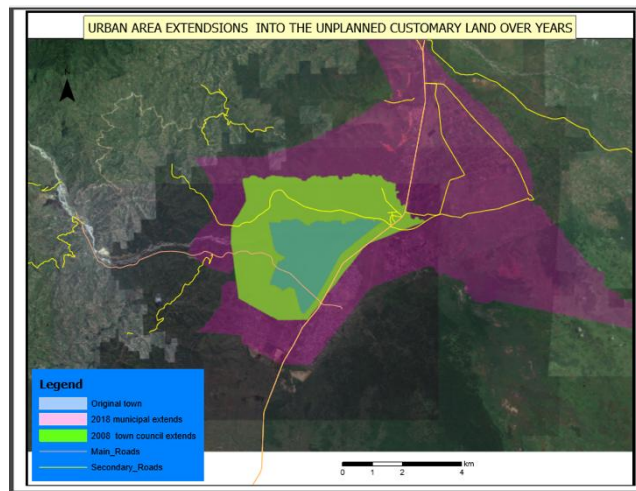 URBAN AREA EXTENDSIONS INTO THE UNPLANNED CUSTOMARY LAND OVER YEARS
Legend
Original town
2018 municipal extends
2008 town council extends
Main_Roads
Secondary_Roads
km
0 1 2 4